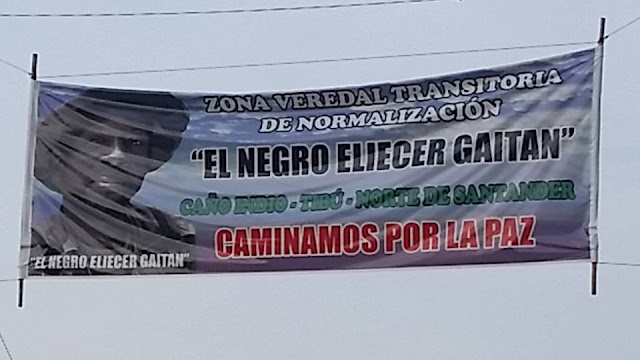 ZONA VEREDAL TRANSITORIA
DE NORMALIZACIÓN
"EL NEGRO ELIECER GAITAN"
CAÑO INDIO - TIBÚ - NORTE DE SANTANDER
CAMINAMOS POR LA PAZ
"EL NEGRO ELIECER GAITAN"